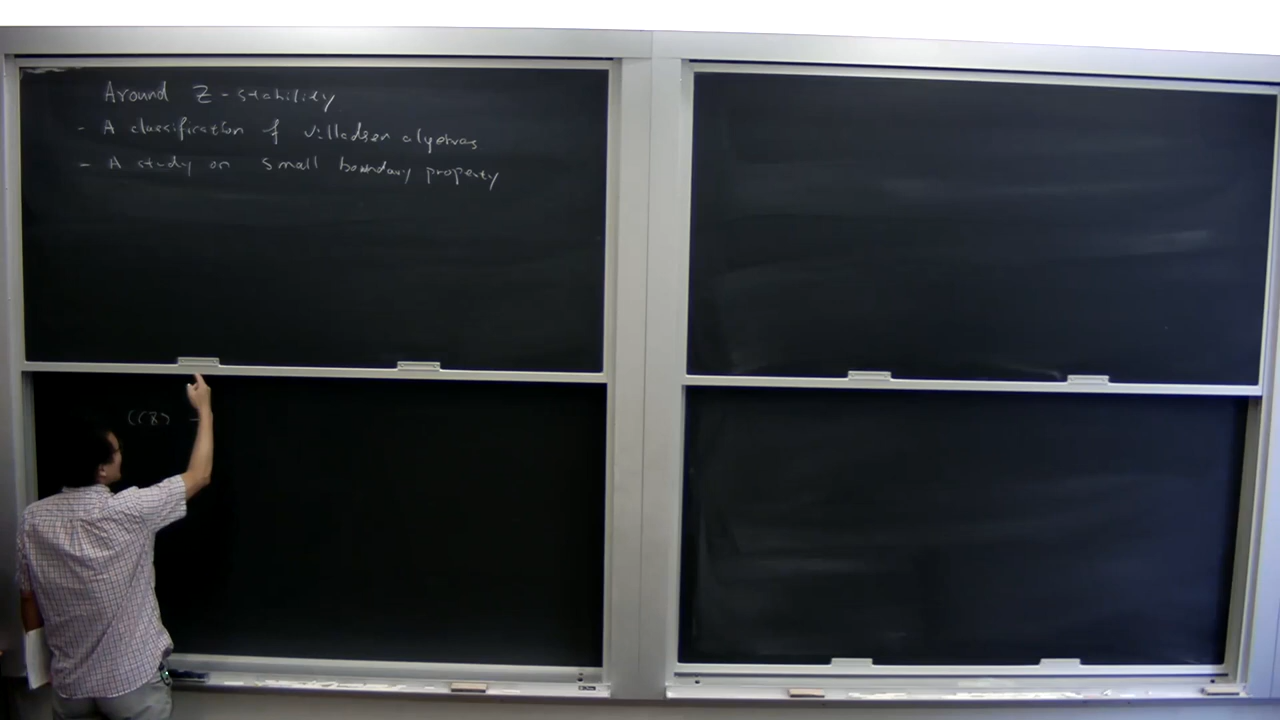 Around Z-stability
- A classification of villadsen algebras
- A study on small boundary property